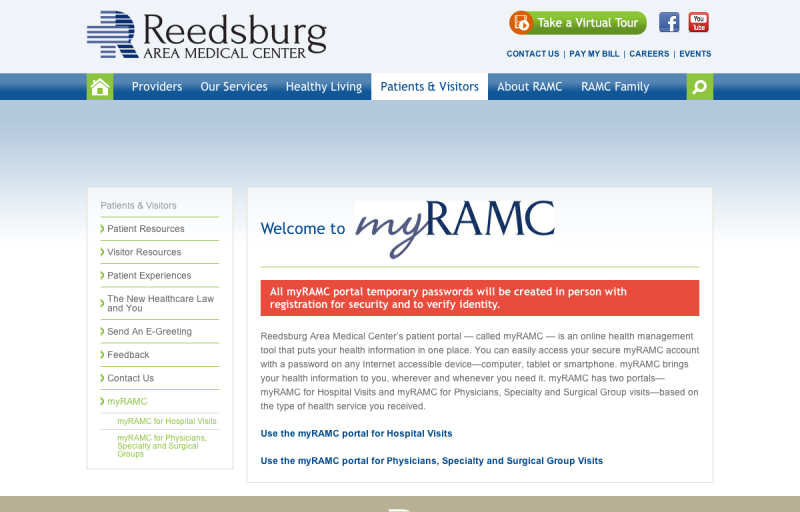 Reedsburg
AREA MEDICAL CENTER
Take a Virtual Tour
f
You
Tube
CONTACT US | PAY MY BILL | CAREERS | EVENTS
Providers Our Services Healthy Living Patients & Visitors About RAMC RAMC Family
Patients & Visitors
Patient Resources
Visitor Resources
Patient Experiences
The New Healthcare Law
and You
Send An E-Greeting
Feedback
Contact Us
myRAMC
myRAMC for Hospital Visits
myRAMC for Physicians,
Specialty and Surgical
Groups
Welcome to myRAMC
All myRAMC portal temporary passwords will be created in person with
registration for security and to verify identity.
Reedsburg Area Medical Center's patient portal — called myRAMC — is an online health management
tool that puts your health information in one place. You can easily access your secure myRAMC account
with a password on any Internet accessible device—computer, tablet or smartphone. myRAMC brings
your health information to you, wherever and whenever you need it. myRAMC has two portals—
myRAMC for Hospital Visits and myRAMC for Physicians, Specialty and Surgical Group visits—based on
the type of health service you received.
Use the myRAMC portal for Hospital Visits
Use the myRAMC portal for Physicians, Specialty and Surgical Group Visits